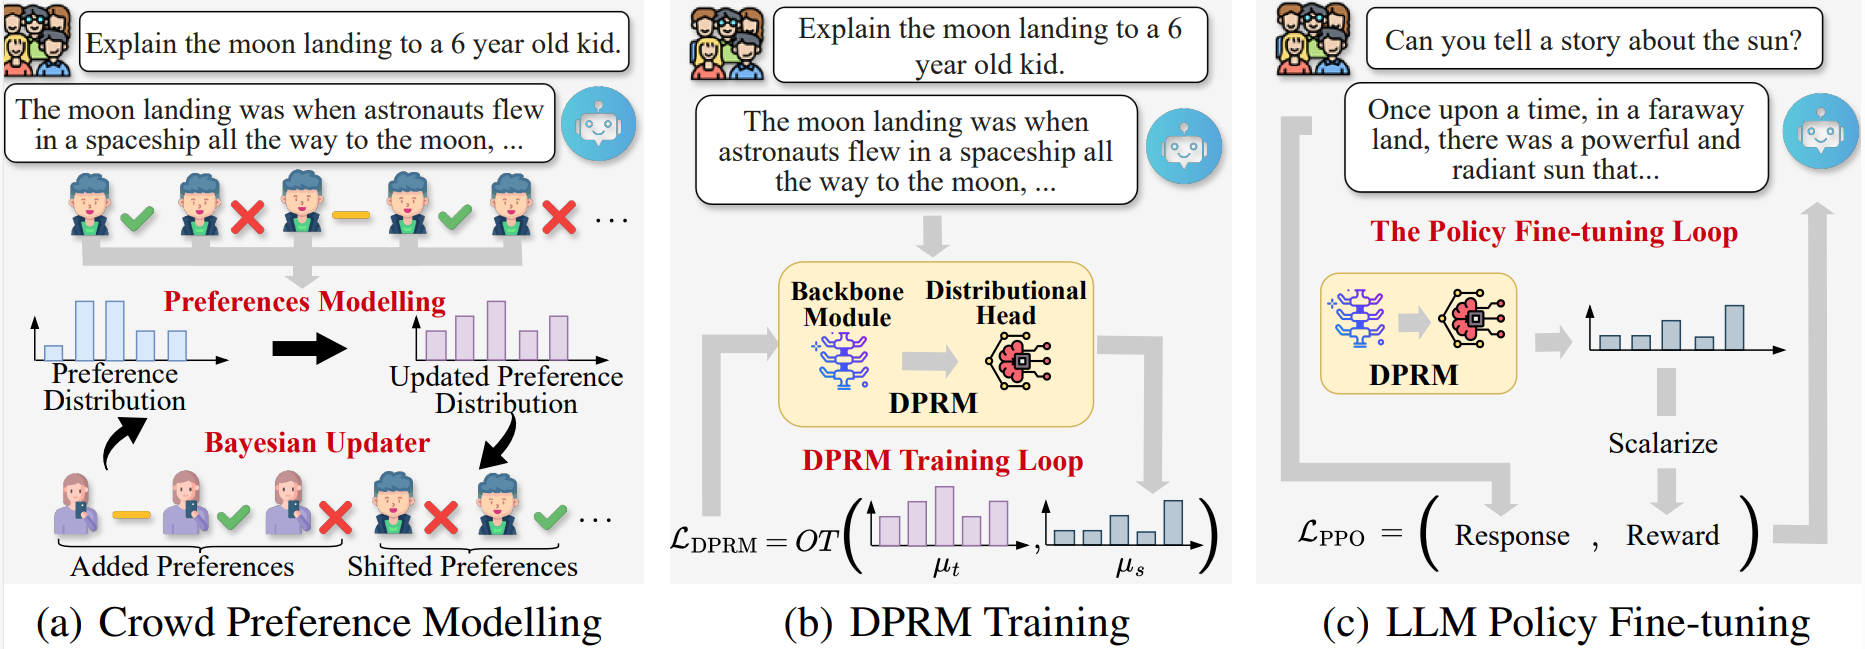 Explain the moon landing to a 6 year old kid.
The moon landing was when astronauts flew
in a spaceship all the way to the moon, ...
...
Preferences Modelling
Preference
Distribution
Updated Preference
Distribution
Bayesian Updater
...
Added Preferences
Shifted Preferences
(a) Crowd Preference Modelling
Explain the moon landing to a 6
year old kid.
The moon landing was when
astronauts flew in a spaceship all
the way to the moon, ...
Backbone
Module
Distributional
Head
DPRM
DPRM Training Loop
ℒ_DPRM = OT( , )
μ_t
μ_s
(b) DPRM Training
Can you tell a story about the sun?
Once upon a time, in a faraway
land, there was a powerful and
radiant sun that...
The Policy Fine-tuning Loop
DPRM
Scalarize
ℒ_PPO = ( Response , Reward )
(c) LLM Policy Fine-tuning